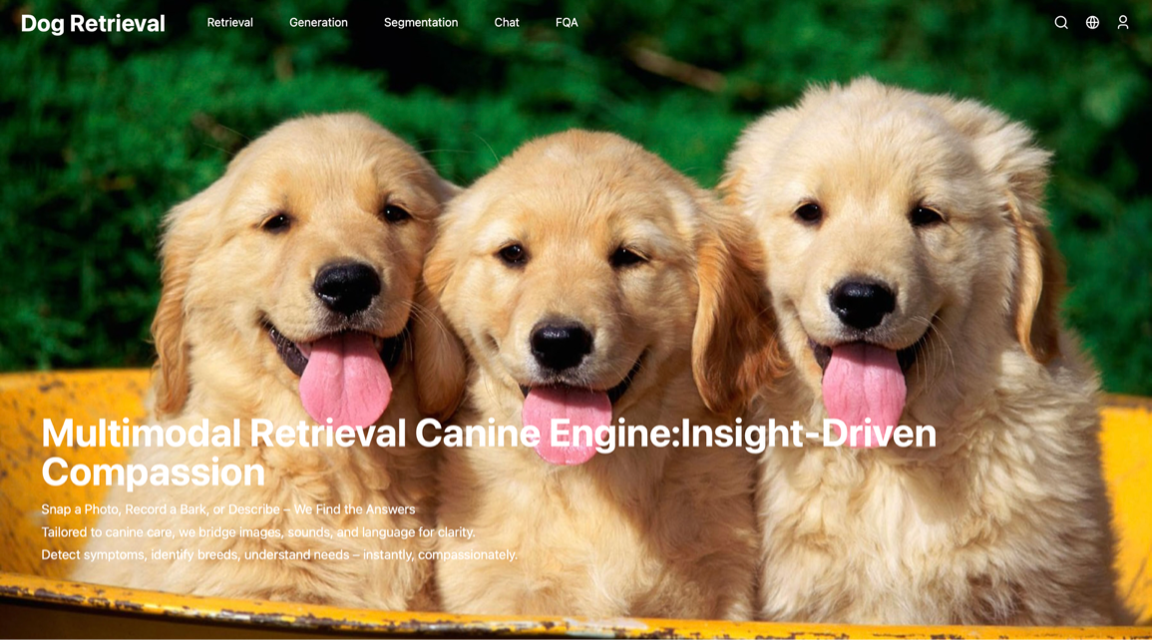 Dog Retrieval
Retrieval
Generation
Segmentation
Chat
FQA
Multimodal Retrieval Canine Engine:Insight-Driven
Compassion
Snap a Photo, Record a Bark, or Describe – We Find the Answers
Tailored to canine care, we bridge images, sounds, and language for clarity.
Detect symptoms, identify breeds, understand needs – instantly, compassionately.